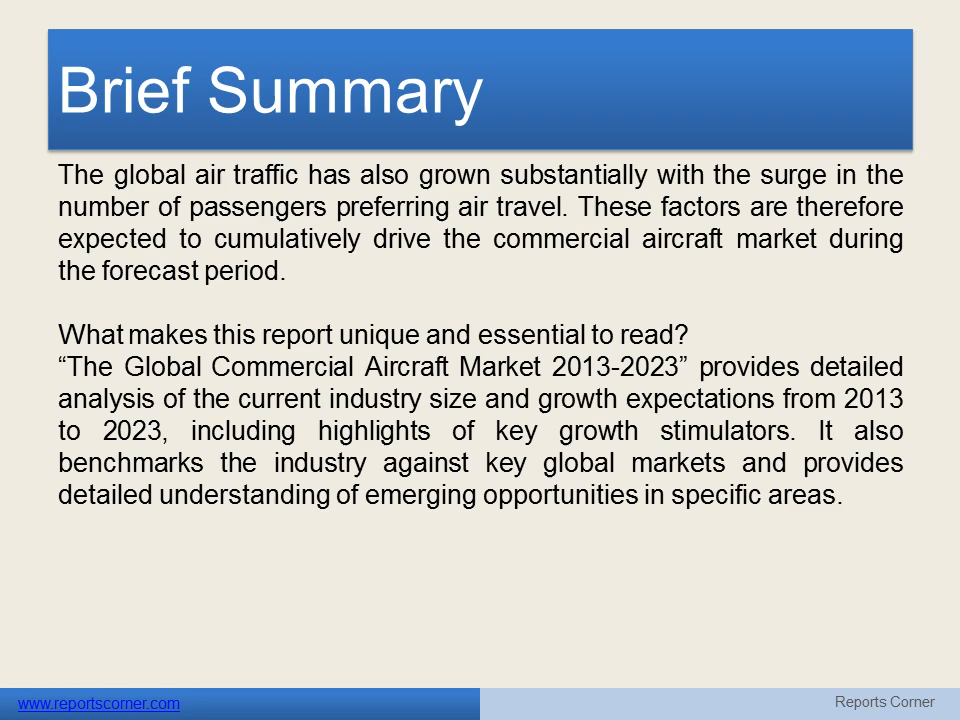 Brief Summary
The global air traffic has also grown substantially with the surge in the
number of passengers preferring air travel. These factors are therefore
expected to cumulatively drive the commercial aircraft market during
the forecast period.
What makes this report unique and essential to read?
“The Global Commercial Aircraft Market 2013-2023” provides detailed
analysis of the current industry size and growth expectations from 2013
to 2023, including highlights of key growth stimulators. It also
benchmarks the industry against key global markets and provides
detailed understanding of emerging opportunities in specific areas.
www.reportscorner.com
Reports Corner